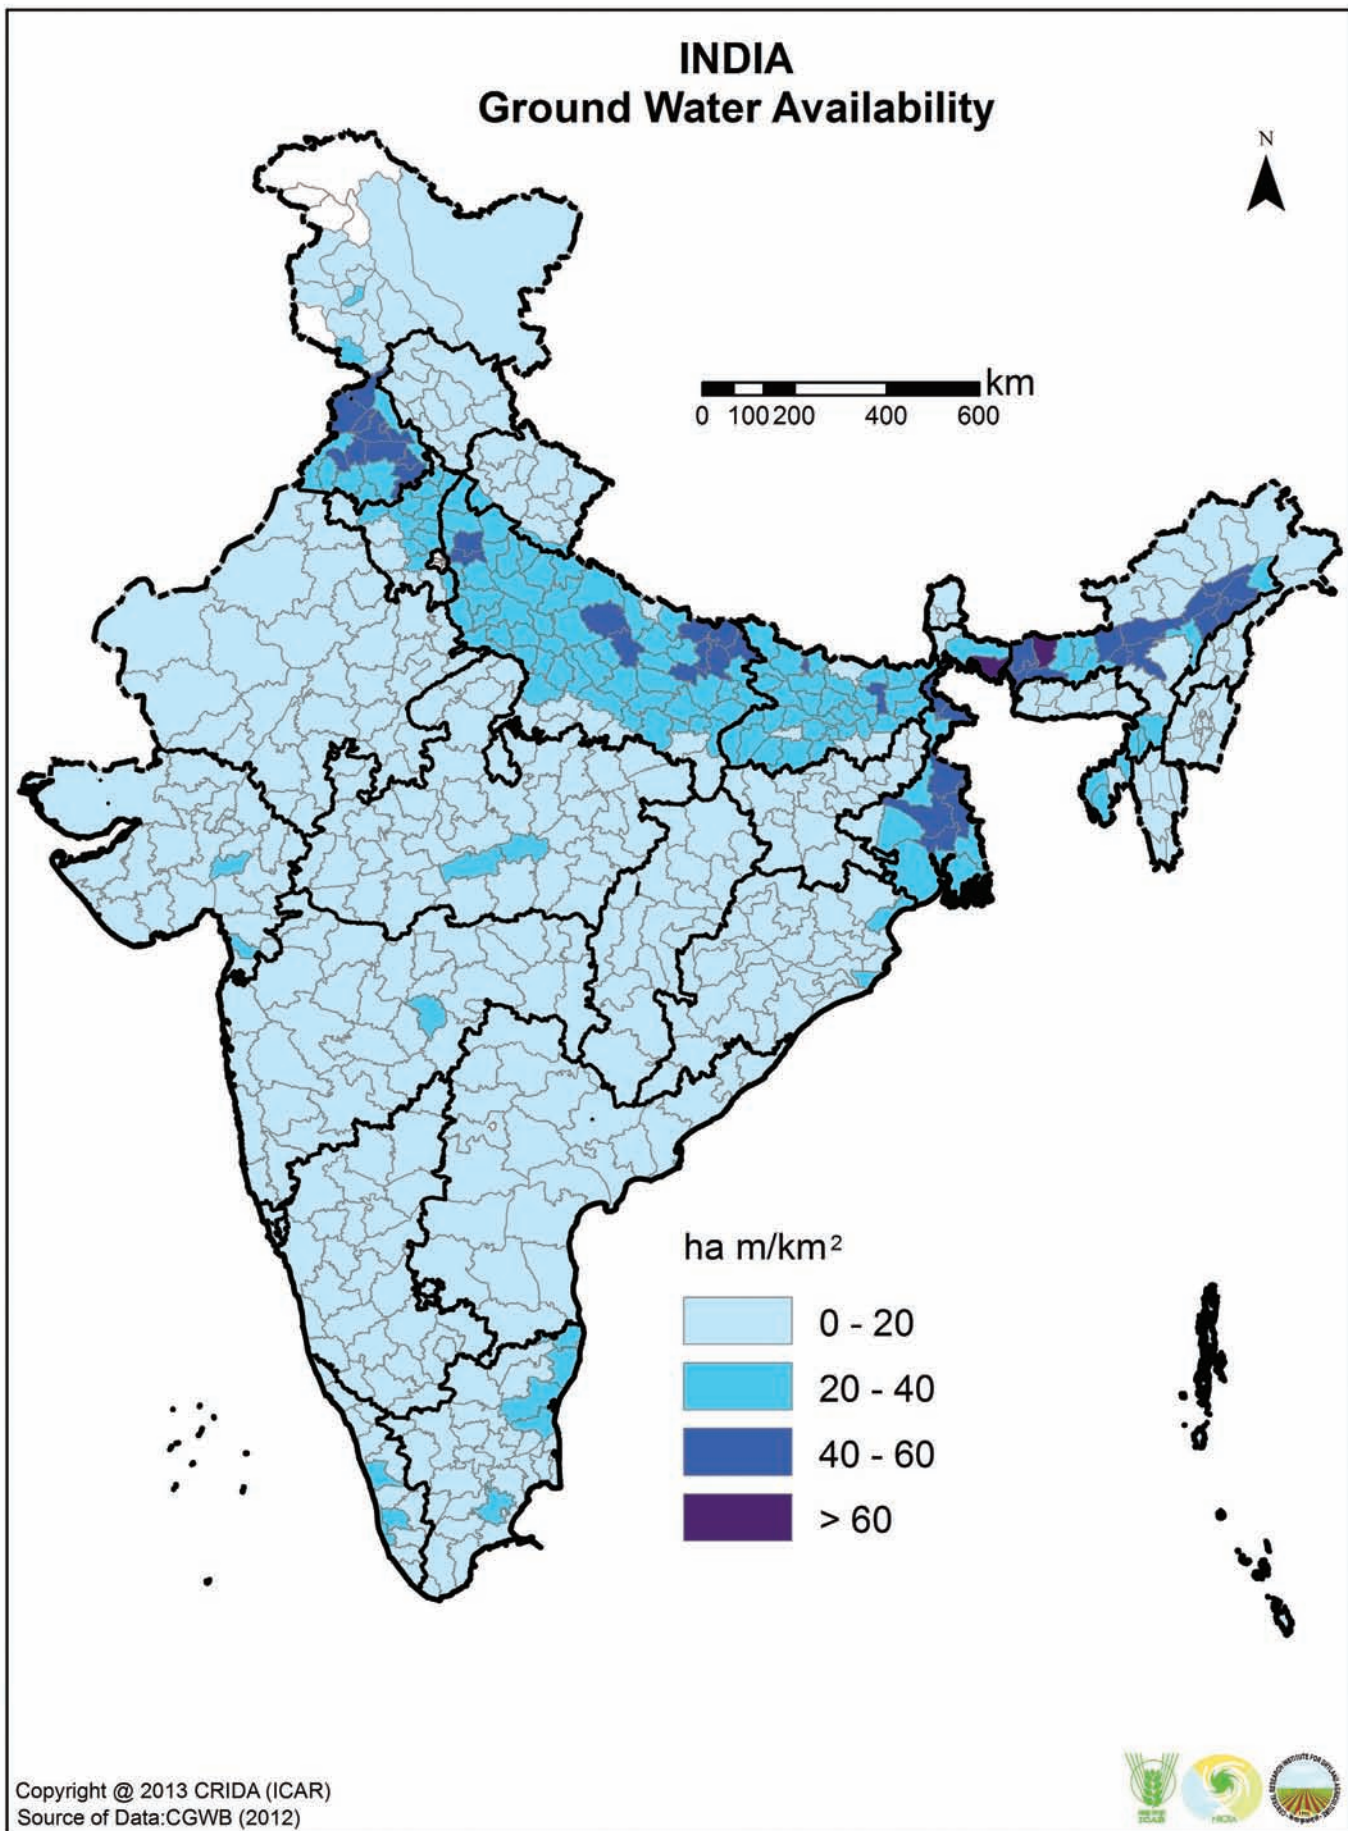 INDIA
Ground Water Availability
N
km
0 100 200 400 600
ha m/km²
0 - 20
20 - 40
40 - 60
> 60
Copyright @ 2013 CRIDA (ICAR)
Source of Data:CGWB (2012)